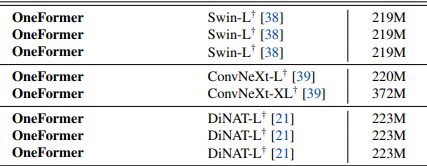 OneFormer Swin-L† [38] 219M
OneFormer Swin-L† [38] 219M
OneFormer Swin-L† [38] 219M
OneFormer ConvNeXt-L† [39] 220M
OneFormer ConvNeXt-XL† [39] 372M
OneFormer DiNAT-L† [21] 223M
OneFormer DiNAT-L† [21] 223M
OneFormer DiNAT-L† [21] 223M